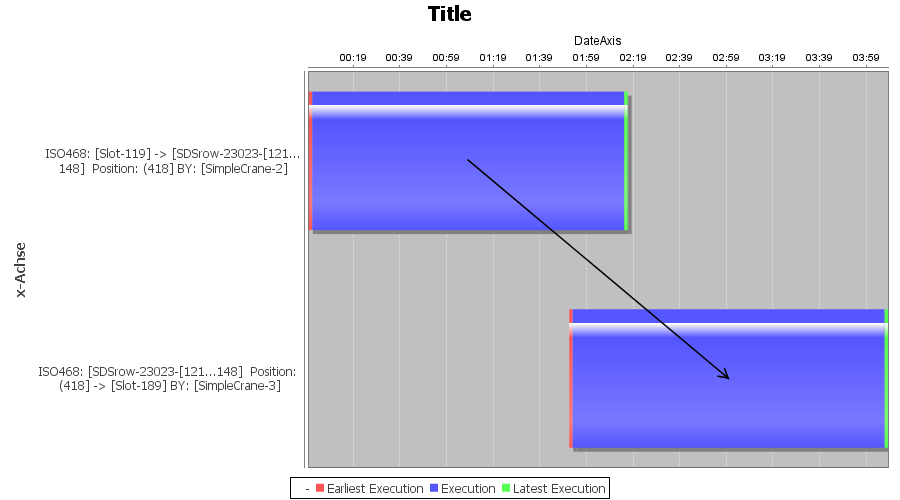 Title
DateAxis
00:19 00:39 00:59 01:19 01:39 01:59 02:19 02:39 02:59 03:19 03:39 03:59
ISO468: [Slot-119] -> [SDSrow-23023-[121...
148]  Position: (418] BY: [SimpleCrane-2]
x-Achse
ISO468: [SDSrow-23023-[121...148]  Position:
(418] -> [Slot-189] BY: [SimpleCrane-3]
- Earliest Execution Execution Latest Execution